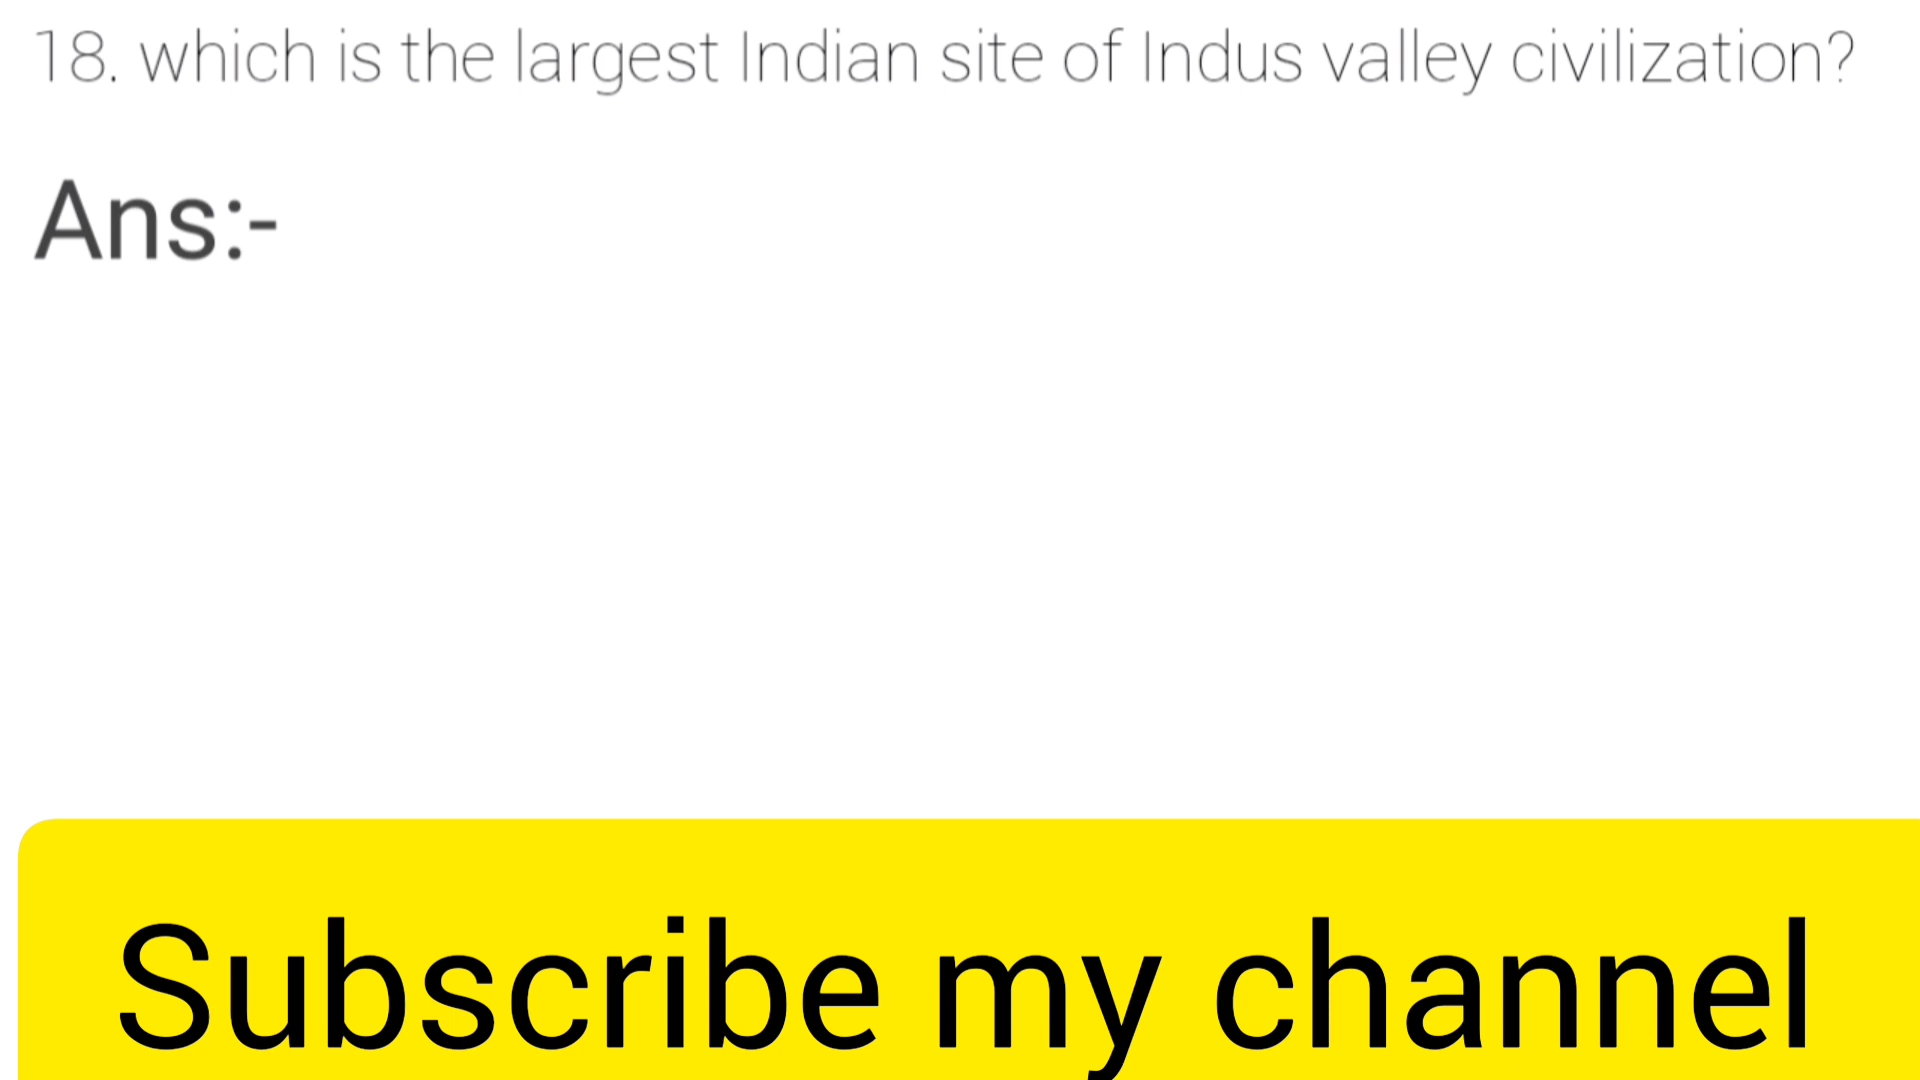 18. which is the largest Indian site of Indus valley civilization?
Ans:-
Subscribe my channel